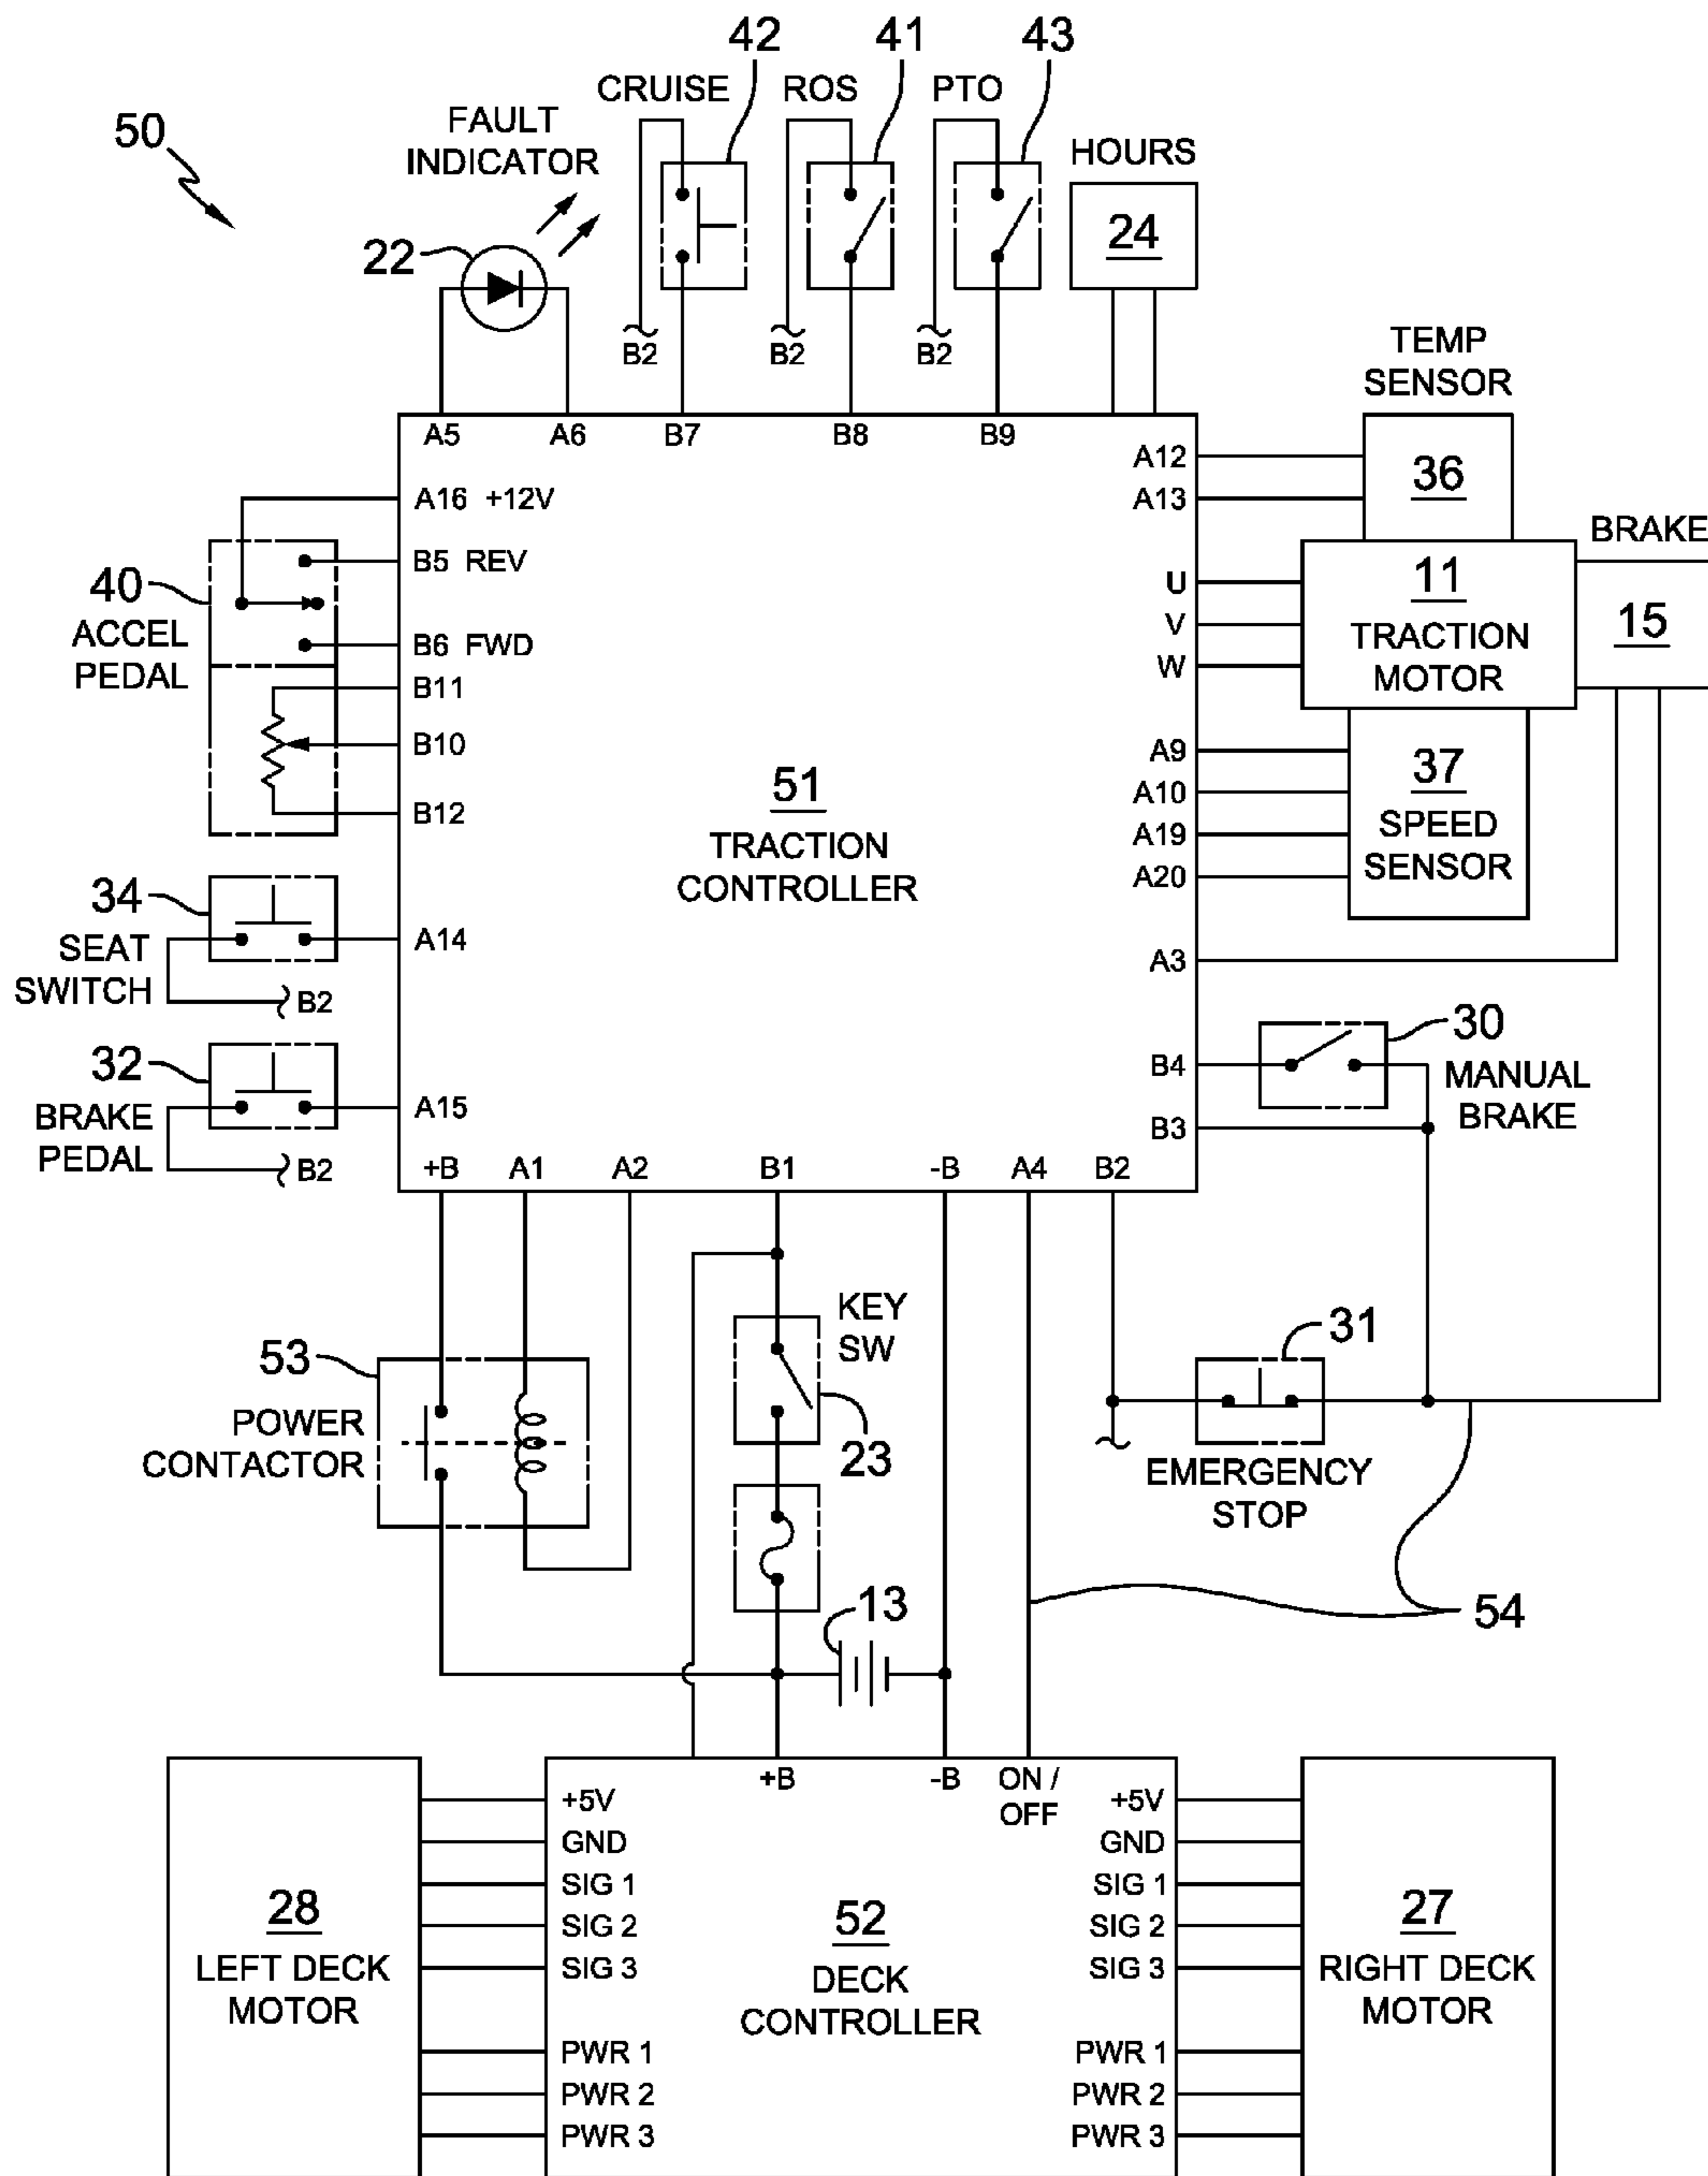 42
41
43
CRUISE
ROS
PTO
50
FAULT
INDICATOR
HOURS
24
22
B2
B2
B2
TEMP
SENSOR
A5
A6
B7
B8
B9
A12
A13
36
A16 +12V
BRAKE
B5 REV
40
ACCEL
PEDAL
B6 FWD
B11
B10
B12
U
V
W
11
TRACTION
MOTOR
15
51
TRACTION
CONTROLLER
A9
A10
A19
A20
37
SPEED
SENSOR
34
SEAT
SWITCH
A14
B2
A3
32
BRAKE
PEDAL
A15
B2
B4
B3
30
MANUAL
BRAKE
+B
A1
A2
B1
-B
A4
B2
53
POWER
CONTACTOR
KEY
SW
23
31
EMERGENCY
STOP
13
54
+B
-B
ON /
OFF
28
LEFT DECK
MOTOR
+5V
GND
SIG 1
SIG 2
SIG 3
PWR 1
PWR 2
PWR 3
52
DECK
CONTROLLER
+5V
GND
SIG 1
SIG 2
SIG 3
PWR 1
PWR 2
PWR 3
27
RIGHT DECK
MOTOR